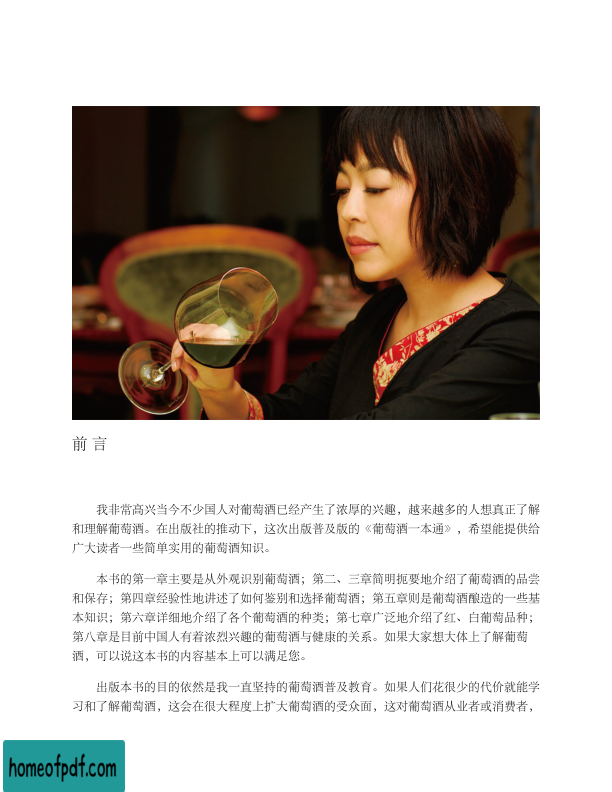 前 言
我非常高兴当今不少国人对葡萄酒已经产生了浓厚的兴趣，越来越多的人想真正了解
和理解葡萄酒。在出版社的推动下，这次出版普及版的《葡萄酒一本通》，希望能提供给
广大读者一些简单实用的葡萄酒知识。
本书的第一章主要是从外观识别葡萄酒；第二、三章简明扼要地介绍了葡萄酒的品尝
和保存；第四章经验性地讲述了如何鉴别和选择葡萄酒；第五章则是葡萄酒酿造的一些基
本知识；第六章详细地介绍了各个葡萄酒的种类；第七章广泛地介绍了红、白葡萄品种；
第八章是目前中国人有着浓烈兴趣的葡萄酒与健康的关系。如果大家想大体上了解葡萄
酒，可以说这本书的内容基本上可以满足您。
出版本书的目的依然是我一直坚持的葡萄酒普及教育。如果人们花很少的代价就能学
习和了解葡萄酒，这会在很大程度上扩大葡萄酒的受众面，这对葡萄酒从业者或消费者，
homeofpdf.com